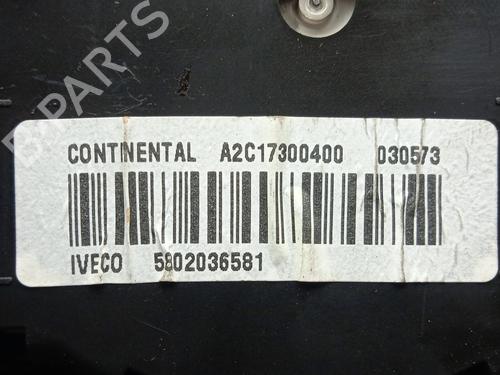 B-PARTS
CONTINENTAL A2C17300400 030573
IVECO 5802036581